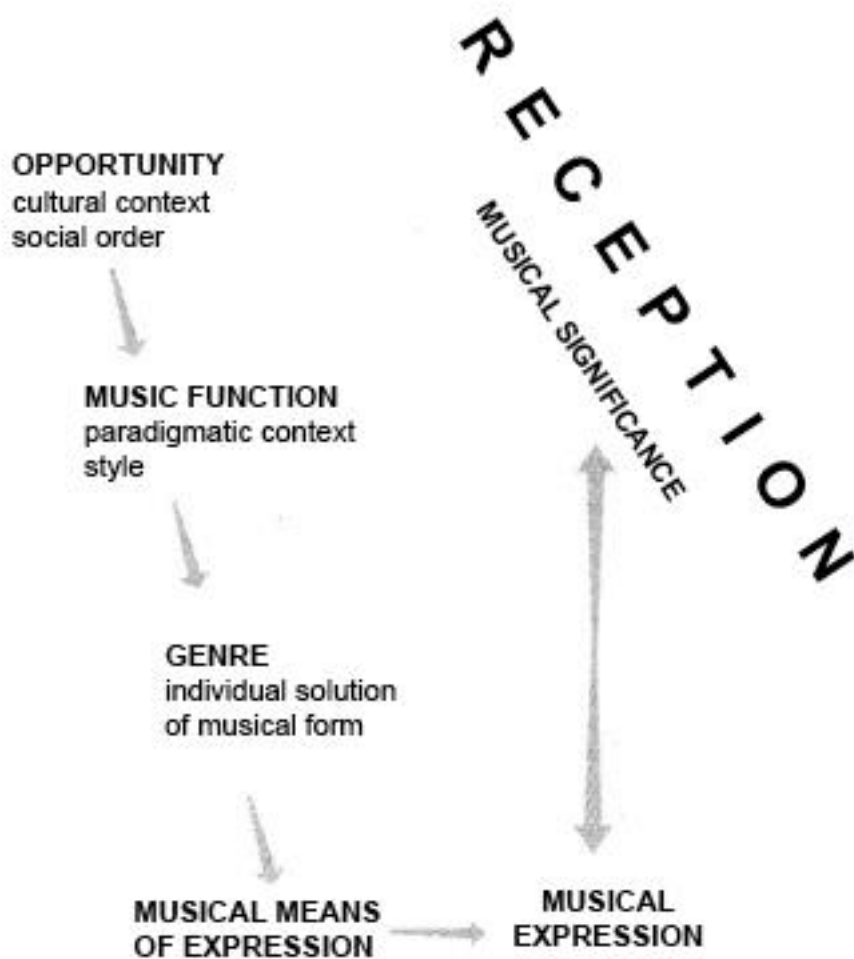 RECEPTION
MUSICAL SIGNIFICANCE
OPPORTUNITY
cultural context
social order
MUSIC FUNCTION
paradigmatic context
style
GENRE
individual solution
of musical form
MUSICAL MEANS
OF EXPRESSION
MUSICAL
EXPRESSION